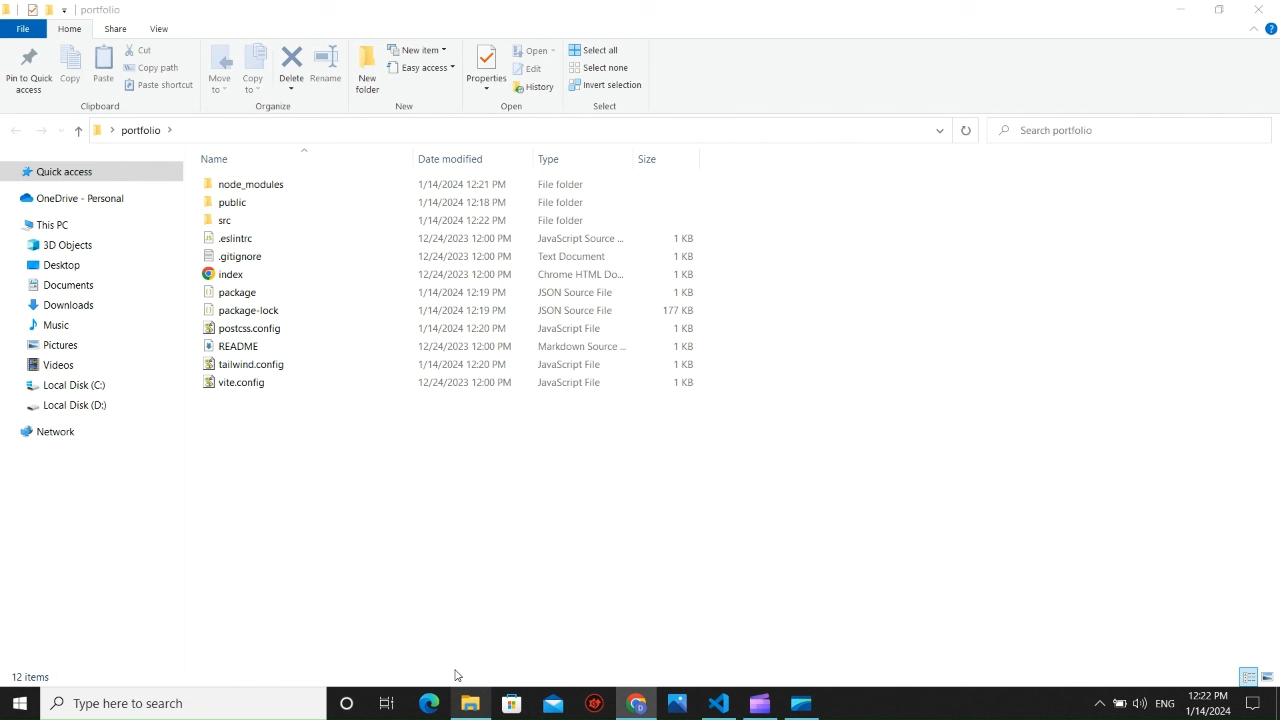 portfolio
File Home Share View
Pin to Quick access Copy Paste Cut Copy path Paste shortcut Move to Copy to Delete Rename New folder New item Easy access Properties Open Edit History Select all Select none Invert selection
Clipboard Organize New Open Select
portfolio Search portfolio
Name Date modified Type Size
Quick access
OneDrive - Personal
This PC
3D Objects
Desktop
Documents
Downloads
Music
Pictures
Videos
Local Disk (C:)
Local Disk (D:)
Network
node_modules 1/14/2024 12:21 PM File folder
public 1/14/2024 12:18 PM File folder
src 1/14/2024 12:22 PM File folder
.eslintrc 12/24/2023 12:00 PM JavaScript Source ... 1 KB
.gitignore 12/24/2023 12:00 PM Text Document 1 KB
index 12/24/2023 12:00 PM Chrome HTML Do... 1 KB
package 1/14/2024 12:19 PM JSON Source File 1 KB
package-lock 1/14/2024 12:19 PM JSON Source File 177 KB
postcss.config 1/14/2024 12:20 PM JavaScript File 1 KB
README 12/24/2023 12:00 PM Markdown Source ... 1 KB
tailwind.config 1/14/2024 12:20 PM JavaScript File 1 KB
vite.config 12/24/2023 12:00 PM JavaScript File 1 KB
12 items
Type here to search ENG 12:22 PM
1/14/2024